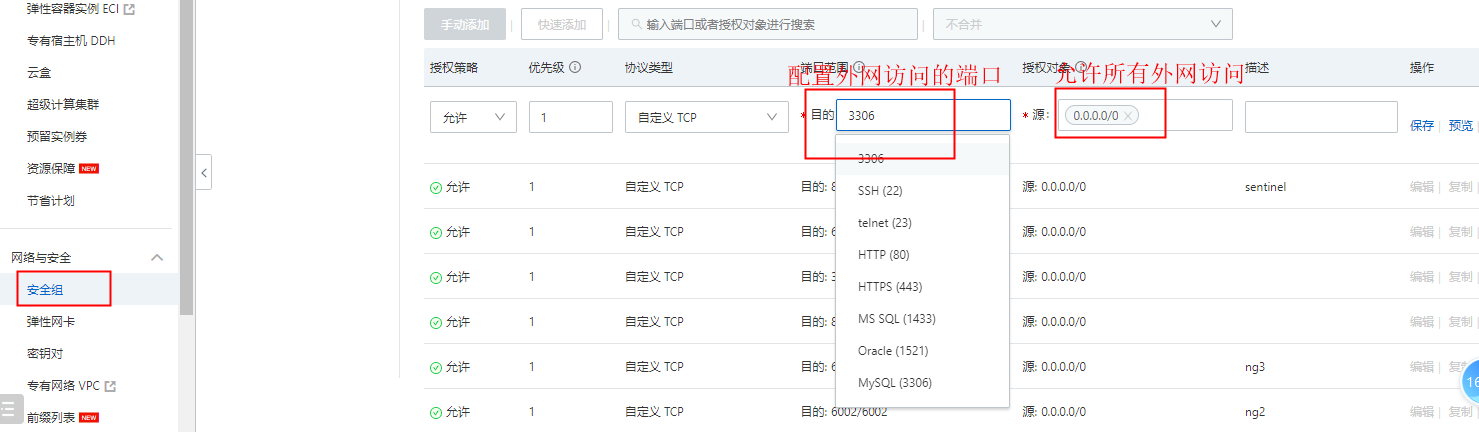 弹性容器实例 ECI
专有宿主机 DDH
云盒
超级计算集群
预留实例券
资源保障 NEW
节省计划
网络与安全
安全组
弹性网卡
密钥对
专有网络 VPC
前缀列表 NEW
手动添加 快速添加 输入端口或者授权对象进行搜索 不合并
授权策略 优先级 协议类型 端口范围 授权对象 描述 操作
配置外网访问的端口 允许所有外网访问
允许 1 自定义 TCP * 目的 3306 * 源: 0.0.0.0/0 保存 预览
3306
SSH (22)
telnet (23)
HTTP (80)
HTTPS (443)
MS SQL (1433)
Oracle (1521)
MySQL (3306)
允许 1 自定义 TCP 目的: 8 源: 0.0.0.0/0 sentinel 编辑 复制
允许 1 自定义 TCP 目的: 6 源: 0.0.0.0/0 编辑 复制
允许 1 自定义 TCP 目的: 3 源: 0.0.0.0/0 编辑 复制
允许 1 自定义 TCP 目的: 8 源: 0.0.0.0/0 编辑 复制
允许 1 自定义 TCP 目的: 6 源: 0.0.0.0/0 ng3 编辑 复制
允许 1 自定义 TCP 目的: 6002/6002 源: 0.0.0.0/0 ng2 编辑 复制
16